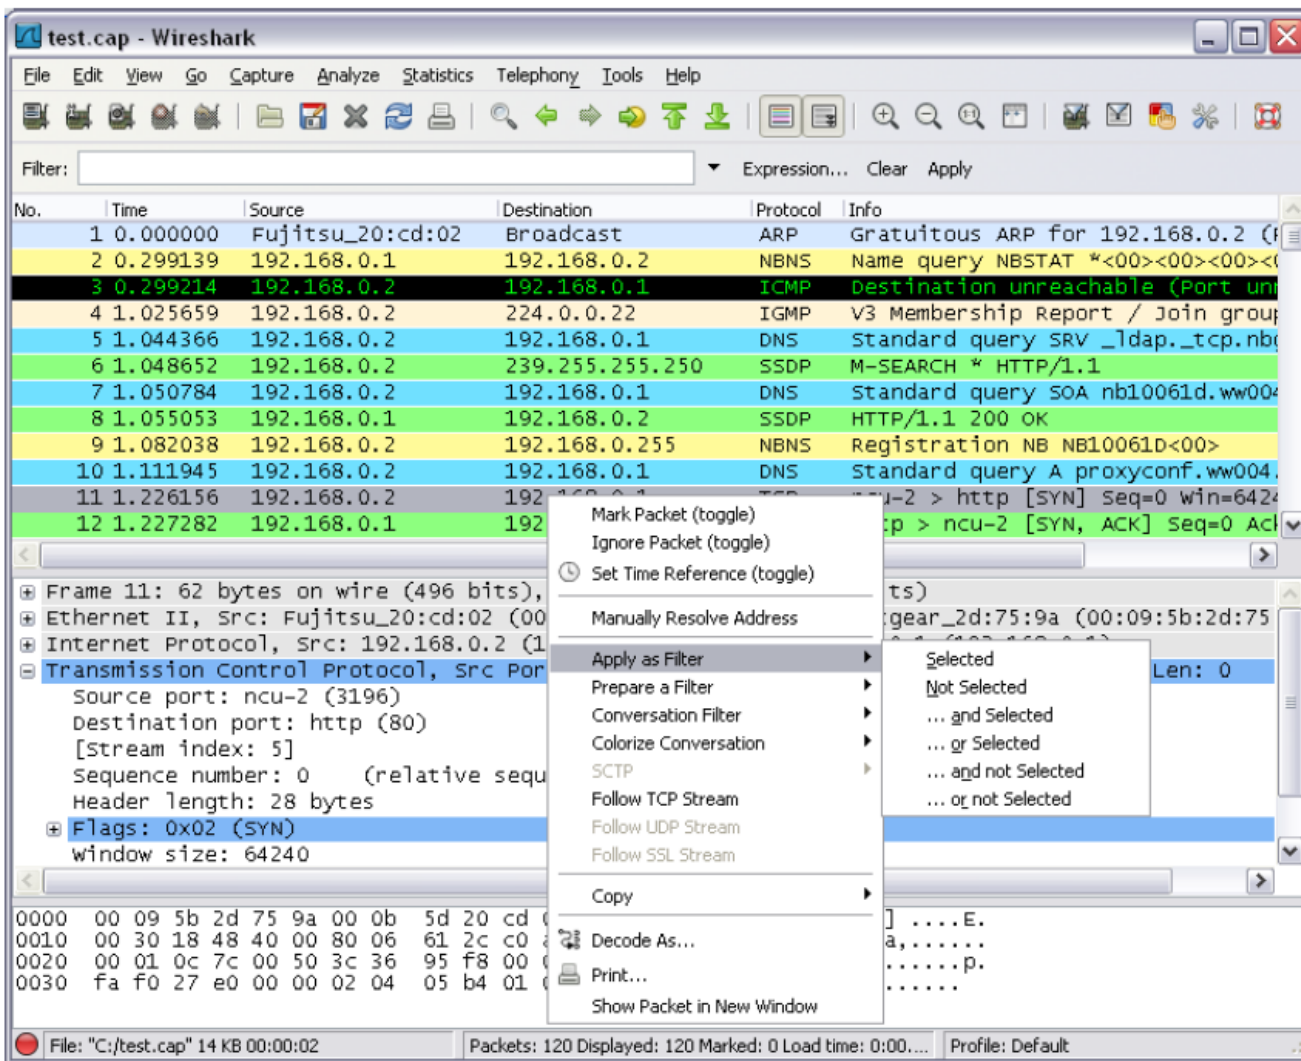 test.cap - Wireshark
File Edit View Go Capture Analyze Statistics Telephony Tools Help
Filter: Expression... Clear Apply
No. Time Source Destination Protocol Info
1 0.000000 Fujitsu_20:cd:02 Broadcast ARP Gratuitous ARP for 192.168.0.2
2 0.299139 192.168.0.1 192.168.0.2 NBNS Name query NBSTAT *<00><00><00><
3 0.299214 192.168.0.2 192.168.0.1 ICMP Destination unreachable (Port
4 1.025659 192.168.0.2 224.0.0.22 IGMP V3 Membership Report / Join group
5 1.044366 192.168.0.2 192.168.0.1 DNS Standard query SRV _ldap._tcp.nb
6 1.048652 192.168.0.2 239.255.255.250 SSDP M-SEARCH * HTTP/1.1
7 1.050784 192.168.0.2 192.168.0.1 DNS Standard query SOA nb10061d.ww004
8 1.055053 192.168.0.1 192.168.0.2 SSDP HTTP/1.1 200 OK
9 1.082038 192.168.0.2 192.168.0.255 NBNS Registration NB NB10061D<00>
10 1.111945 192.168.0.2 192.168.0.1 DNS Standard query A proxyconf.ww004.
11 1.226156 192.168.0.2 192 > http [SYN] Seq=0 Win=642
12 1.227282 192.168.0.1 192 > ncu-2 [SYN, ACK] Seq=0
Mark Packet (toggle)
Ignore Packet (toggle)
Set Time Reference (toggle)
Manually Resolve Address
Apply as Filter
Prepare a Filter
Conversation Filter
Colorize Conversation
SCTP
Follow TCP Stream
Follow UDP Stream
Follow SSL Stream
Copy
Decode As...
Print...
Show Packet in New Window
Selected
Not Selected
... and Selected
... or Selected
... and not Selected
... or not Selected
Frame 11: 62 bytes on wire (496 bits), ts)
Ethernet II, Src: Fujitsu_20:cd:02 (00 gear_2d:75:9a (00:09:5b:2d:75
Internet Protocol, Src: 192.168.0.2 (1
Transmission Control Protocol, Src Por Len: 0
Source port: ncu-2 (3196)
Destination port: http (80)
[Stream index: 5]
Sequence number: 0 (relative sequ
Header length: 28 bytes
Flags: 0x02 (SYN)
Window size: 64240
0000 00 09 5b 2d 75 9a 00 0b 5d 20 cd ] ....E.
0010 00 30 18 48 40 00 80 06 61 2c c0 a,......
0020 00 01 0c 7c 00 50 3c 36 95 f8 00 ......p.
0030 fa f0 27 e0 00 00 02 04 05 b4 01 ......
File: "C:/test.cap" 14 KB 00:00:02 Packets: 120 Displayed: 120 Marked: 0 Load time: 0:00.... Profile: Default